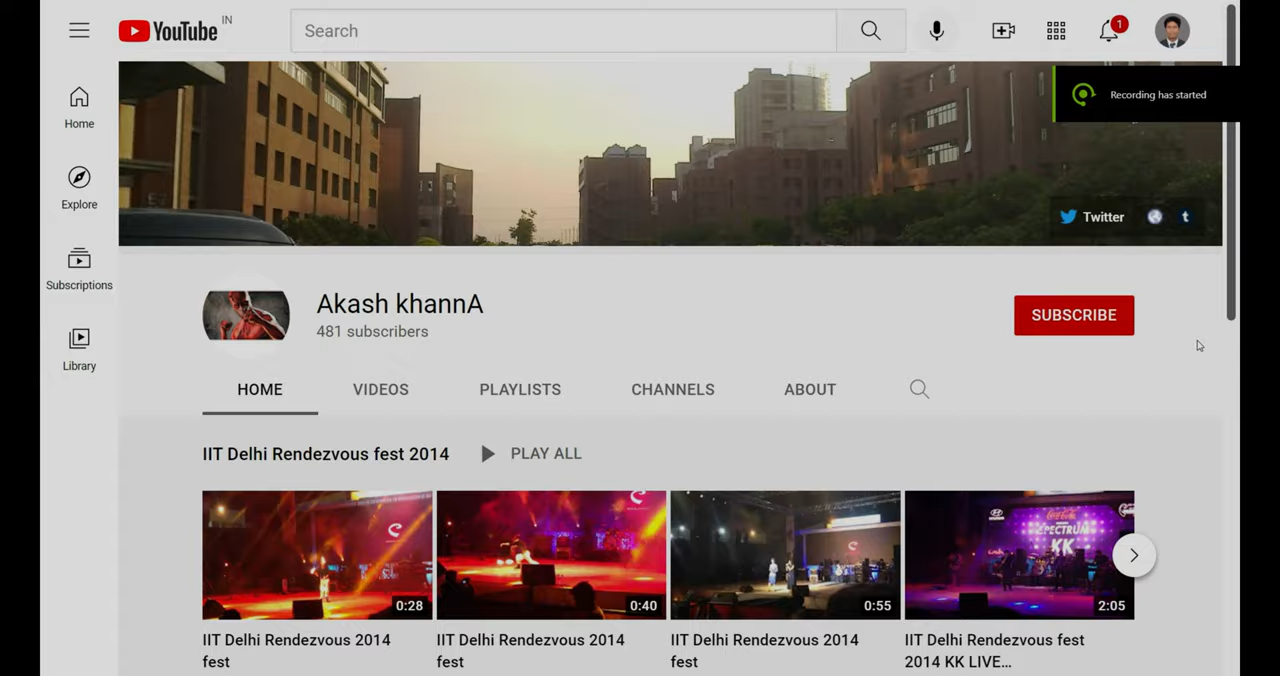 YouTube IN
Search
1
Recording has started
Home
Explore
Subscriptions
Library
Twitter
t
Akash khannA
481 subscribers
SUBSCRIBE
HOME VIDEOS PLAYLISTS CHANNELS ABOUT
IIT Delhi Rendezvous fest 2014 PLAY ALL
SPECTRUM
KK
0:28 0:40 0:55 2:05
IIT Delhi Rendezvous 2014
fest
IIT Delhi Rendezvous 2014
fest
IIT Delhi Rendezvous 2014
fest
IIT Delhi Rendezvous fest
2014 KK LIVE...